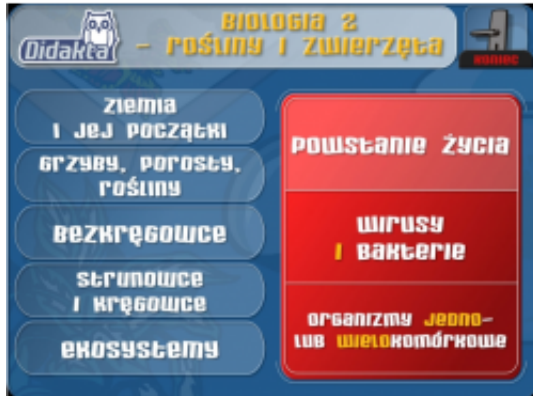 Didakta
Biologia 2
- rośliny i zwierzęta
koniec
Ziemia
i jej początki
Grzyby, porosty,
rośliny
Bezkręgowce
Strunowce
i kręgowce
Ekosystemy
Powstanie życia
Wirusy
i bakterie
Organizmy jedno-
lub wielokomórkowe